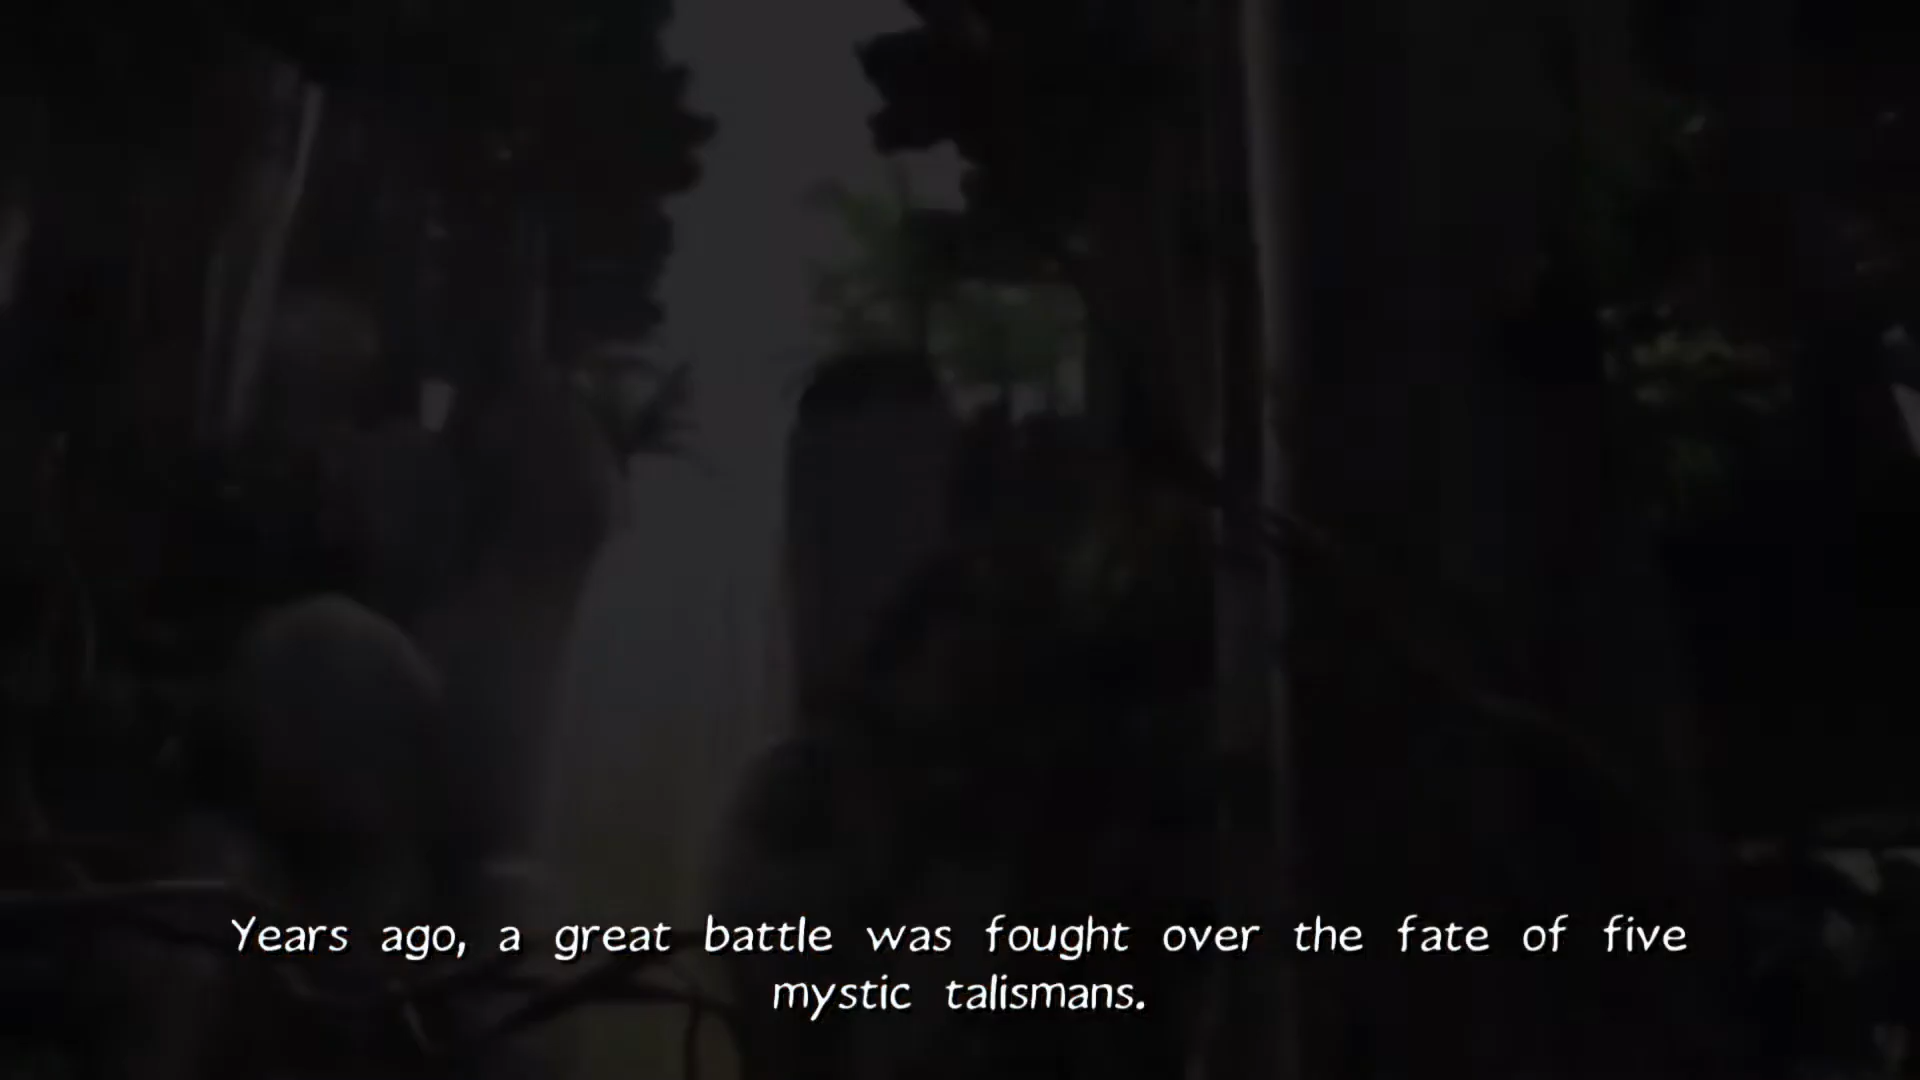 Years ago, a great battle was fought over the fate of five
mystic talismans.